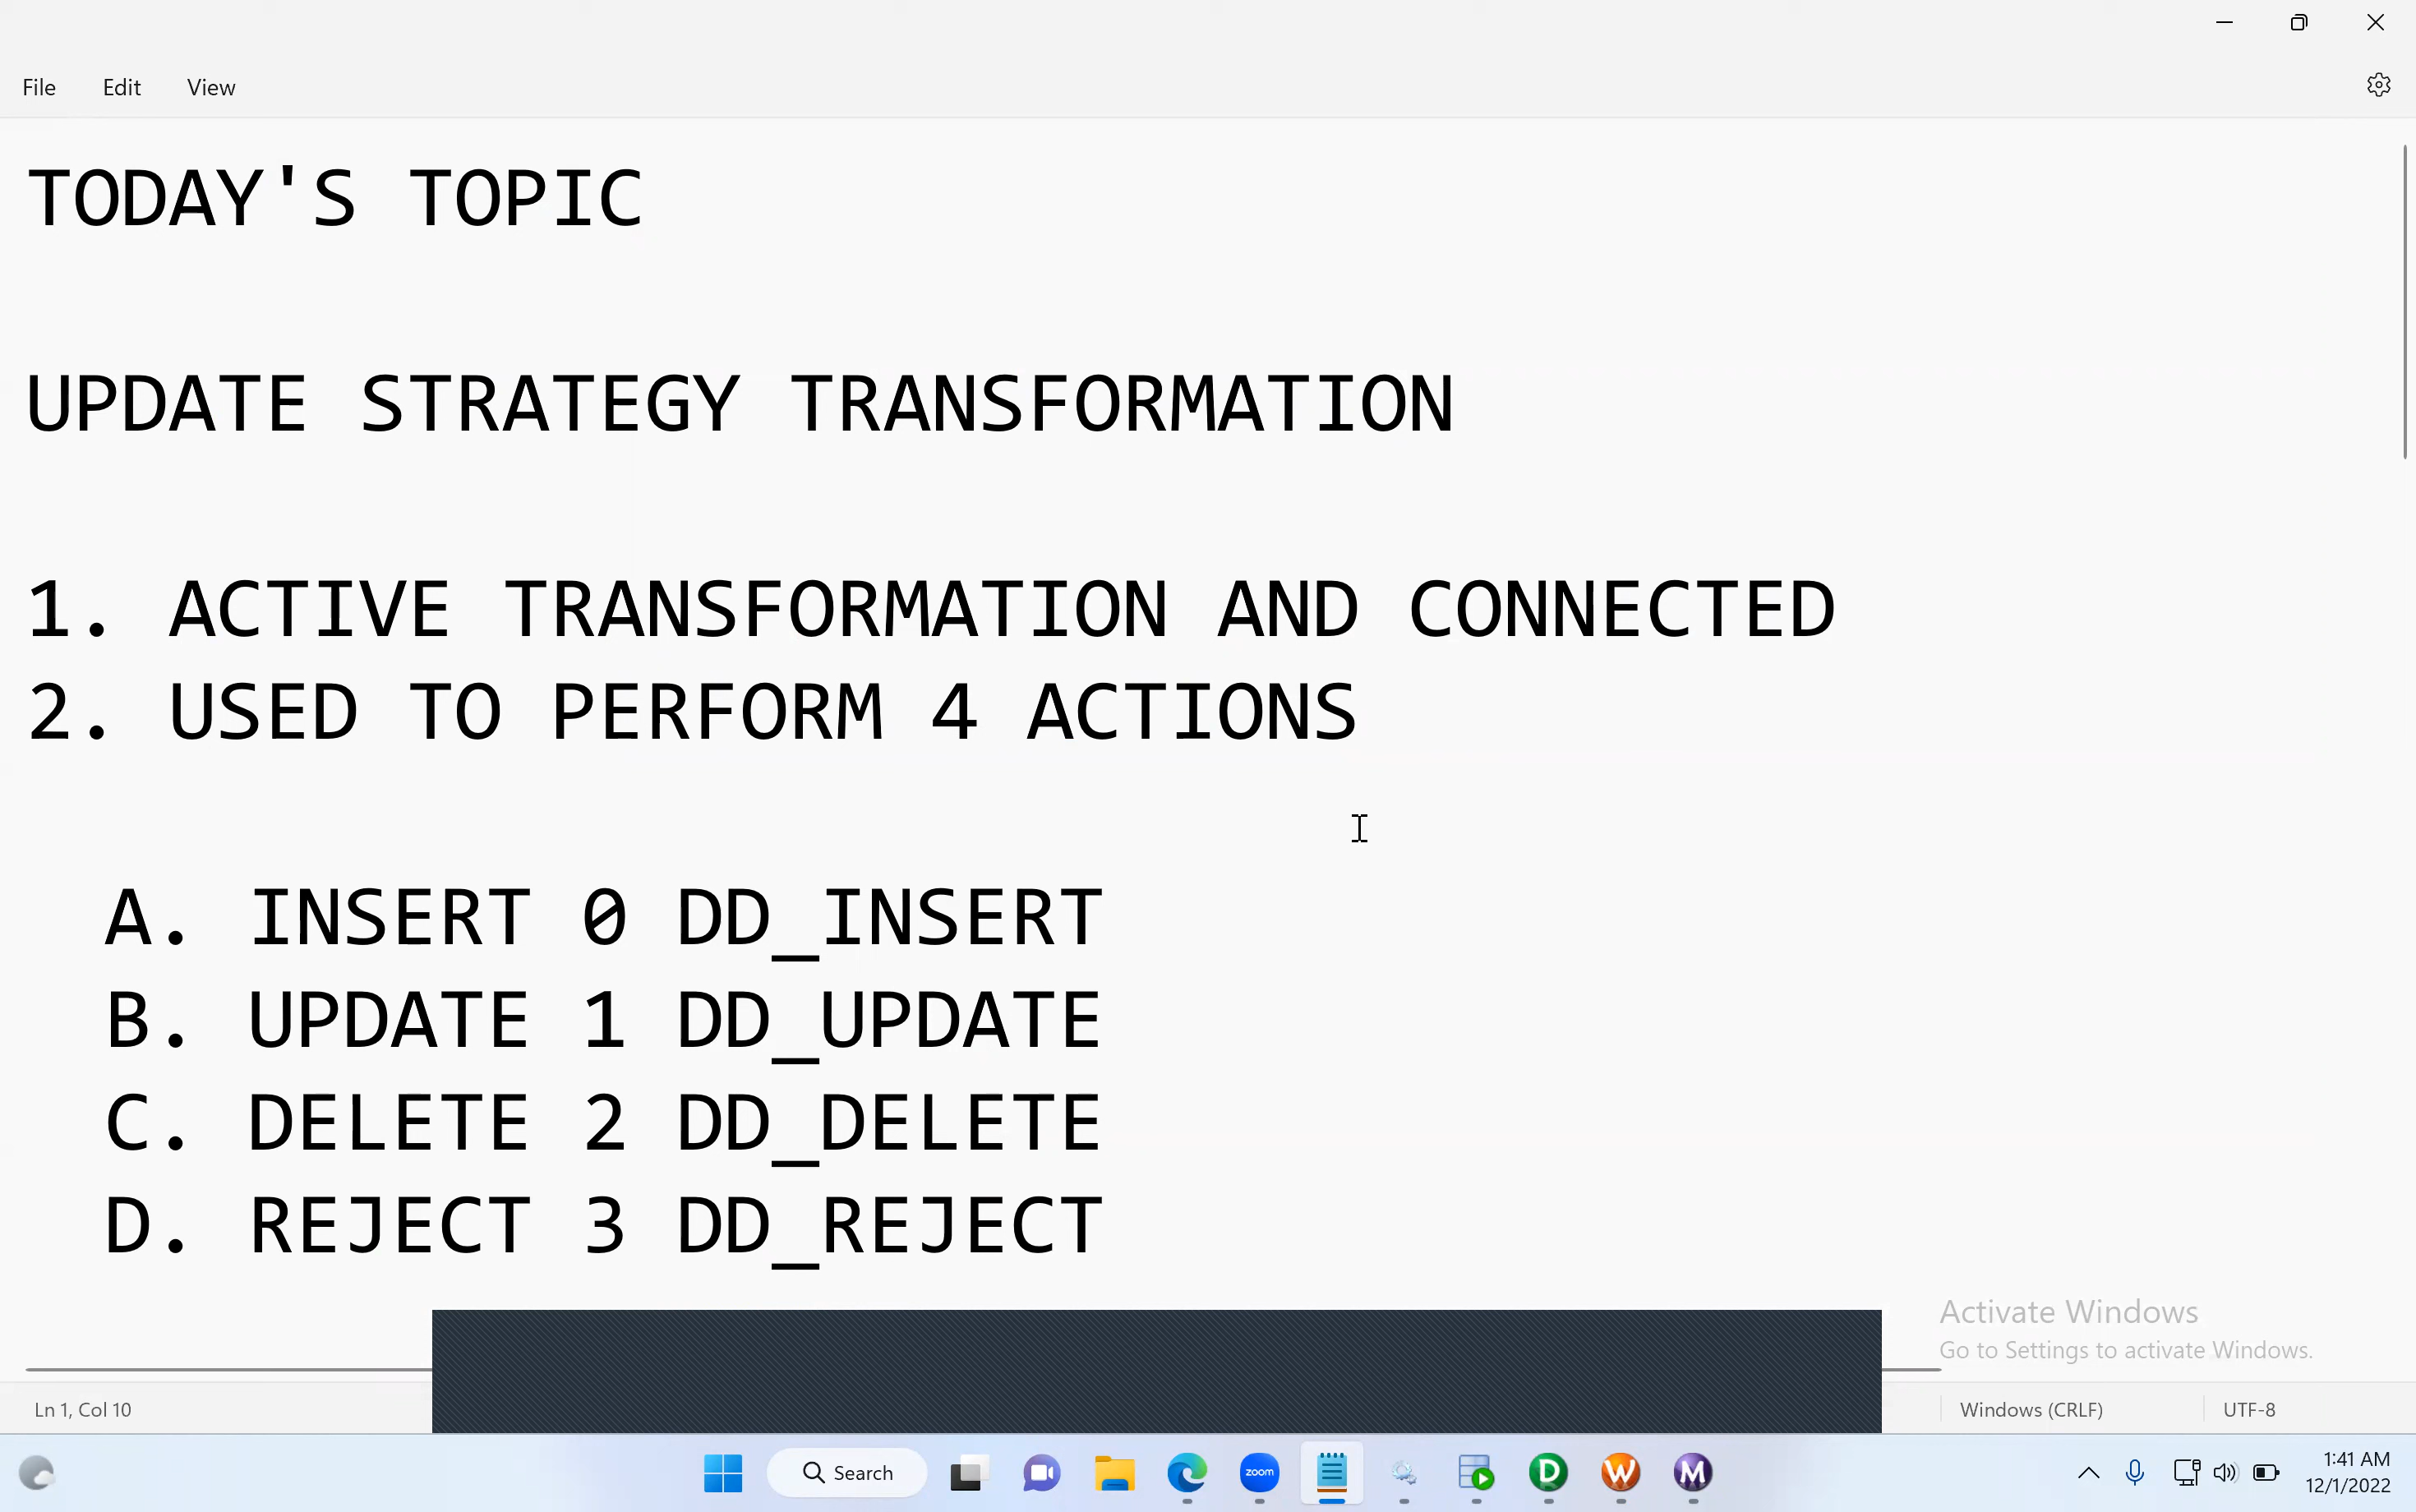 File Edit View
TODAY'S TOPIC
UPDATE STRATEGY TRANSFORMATION
1. ACTIVE TRANSFORMATION AND CONNECTED
2. USED TO PERFORM 4 ACTIONS
A. INSERT 0 DD_INSERT
B. UPDATE 1 DD_UPDATE
C. DELETE 2 DD_DELETE
D. REJECT 3 DD_REJECT
Activate Windows
Go to Settings to activate Windows.
Ln 1, Col 10 Windows (CRLF) UTF-8
Search zoom D W M 1:41 AM
12/1/2022